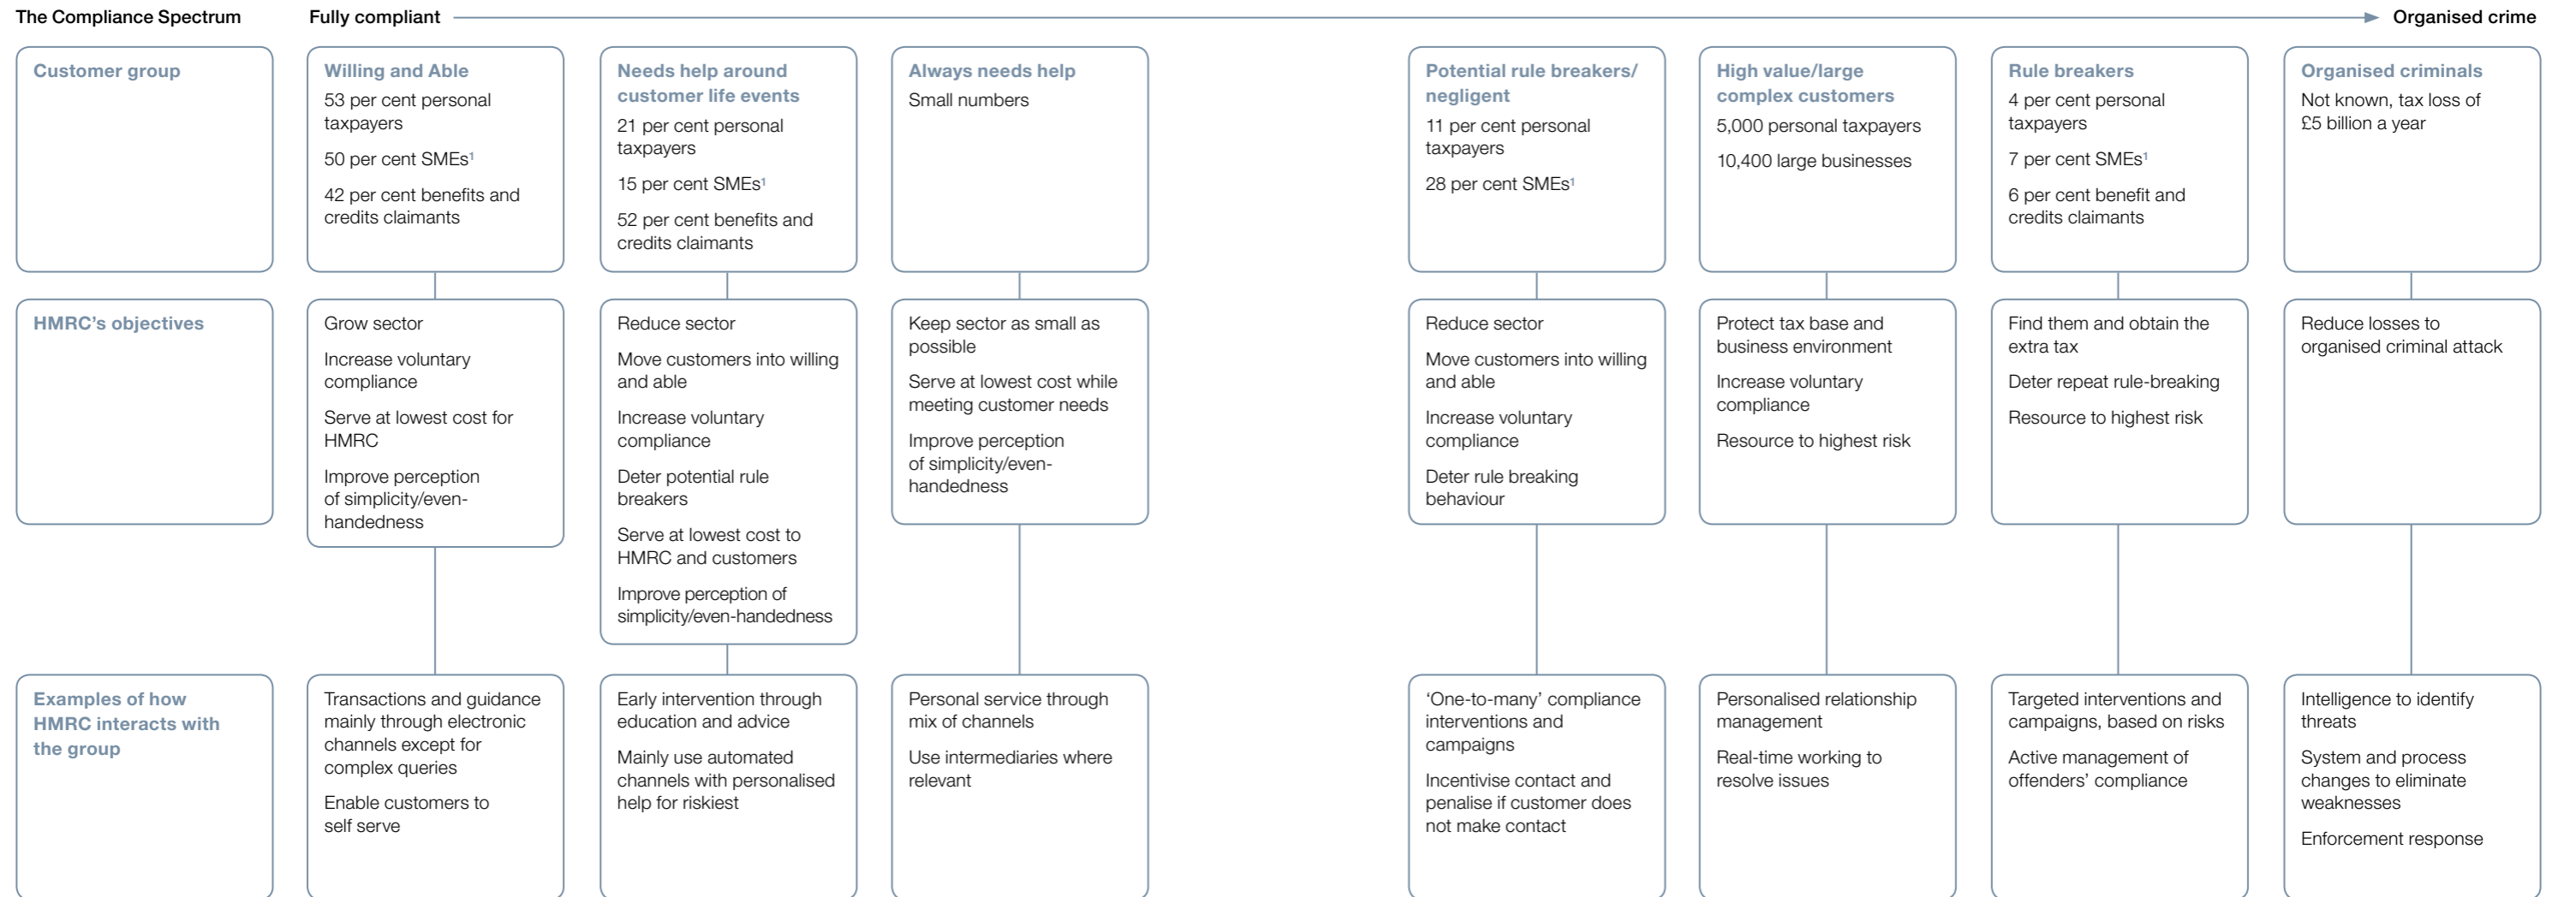 The Compliance Spectrum
Fully compliant
Organised crime
Customer group
Willing and Able
53 per cent personal
taxpayers
50 per cent SMEs¹
42 per cent benefits and
credits claimants
Needs help around
customer life events
21 per cent personal
taxpayers
15 per cent SMEs¹
52 per cent benefits and
credits claimants
Always needs help
Small numbers
Potential rule breakers/
negligent
11 per cent personal
taxpayers
28 per cent SMEs¹
High value/large
complex customers
5,000 personal taxpayers
10,400 large businesses
Rule breakers
4 per cent personal
taxpayers
7 per cent SMEs¹
6 per cent benefit and
credits claimants
Organised criminals
Not known, tax loss of
£5 billion a year
HMRC’s objectives
Grow sector
Increase voluntary
compliance
Serve at lowest cost for
HMRC
Improve perception
of simplicity/even-
handedness
Reduce sector
Move customers into willing
and able
Increase voluntary
compliance
Deter potential rule
breakers
Serve at lowest cost to
HMRC and customers
Improve perception of
simplicity/even-handedness
Keep sector as small as
possible
Serve at lowest cost while
meeting customer needs
Improve perception
of simplicity/even-
handedness
Reduce sector
Move customers into willing
and able
Increase voluntary
compliance
Deter rule breaking
behaviour
Protect tax base and
business environment
Increase voluntary
compliance
Resource to highest risk
Find them and obtain the
extra tax
Deter repeat rule-breaking
Resource to highest risk
Reduce losses to
organised criminal attack
Examples of how
HMRC interacts with
the group
Transactions and guidance
mainly through electronic
channels except for
complex queries
Enable customers to
self serve
Early intervention through
education and advice
Mainly use automated
channels with personalised
help for riskiest
Personal service through
mix of channels
Use intermediaries where
relevant
‘One-to-many’ compliance
interventions and
campaigns
Incentivise contact and
penalise if customer does
not make contact
Personalised relationship
management
Real-time working to
resolve issues
Targeted interventions and
campaigns, based on risks
Active management of
offenders’ compliance
Intelligence to identify
threats
System and process
changes to eliminate
weaknesses
Enforcement response